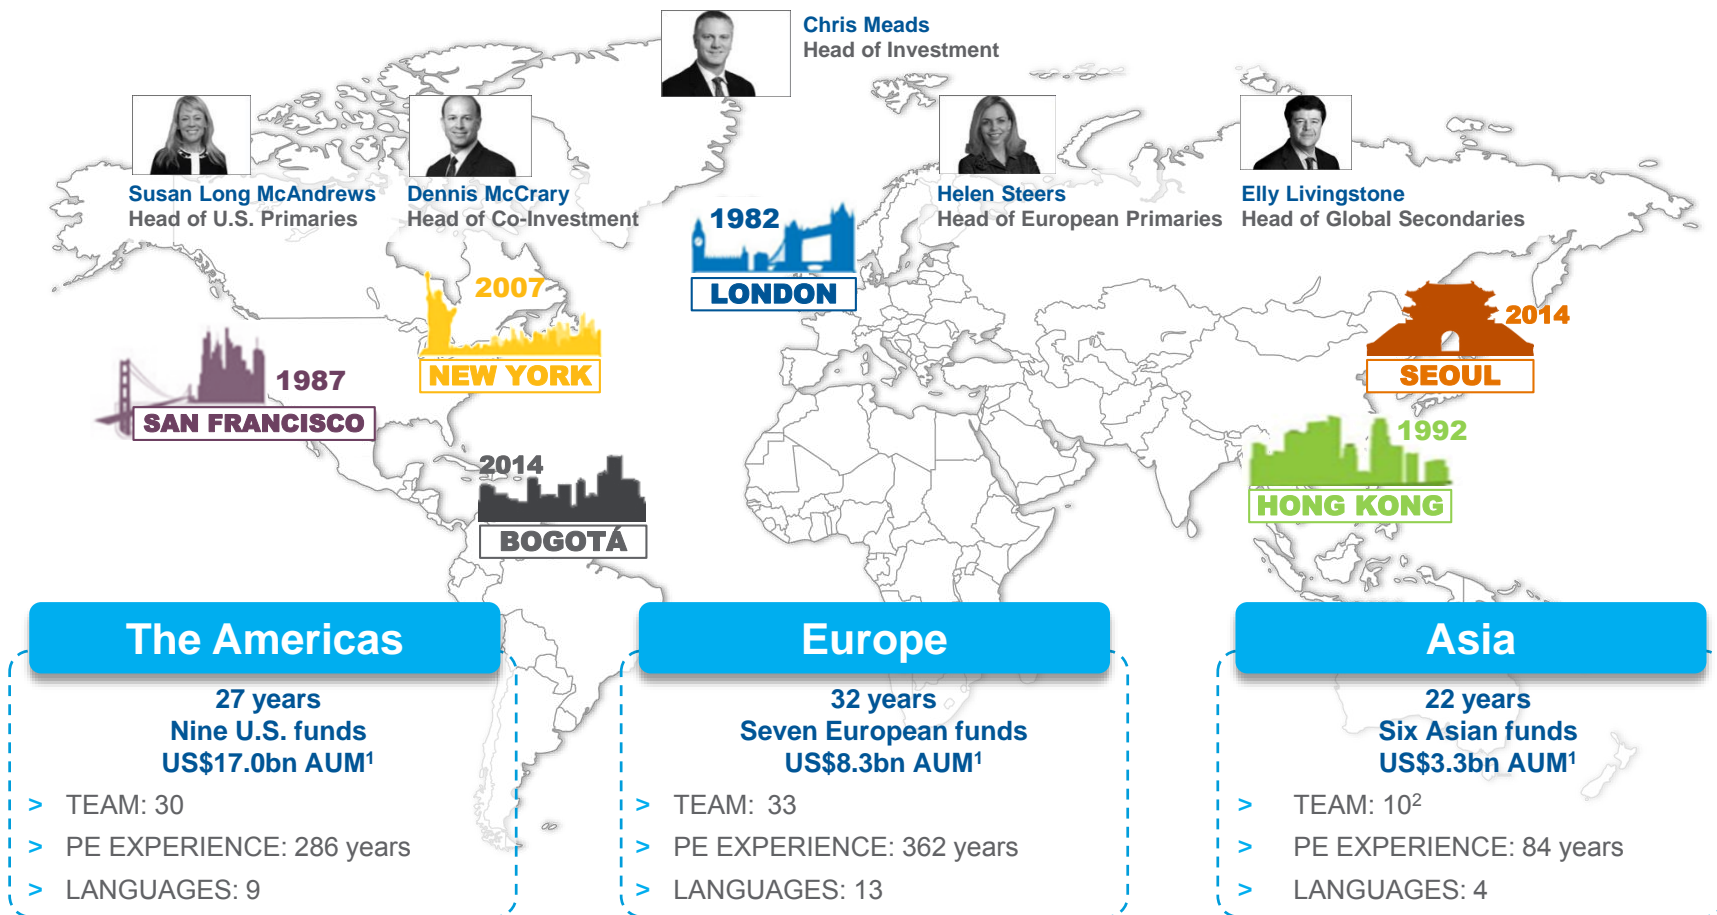 Chris Meads
Head of Investment
Susan Long McAndrews
Head of U.S. Primaries
Dennis McCrary
Head of Co-Investment
Helen Steers
Head of European Primaries
Elly Livingstone
Head of Global Secondaries
1982
LONDON
2007
NEW YORK
2014
SEOUL
1987
SAN FRANCISCO
1992
HONG KONG
2014
BOGOTÁ
The Americas
27 years
Nine U.S. funds
US$17.0bn AUM¹
> TEAM: 30
> PE EXPERIENCE: 286 years
> LANGUAGES: 9
Europe
32 years
Seven European funds
US$8.3bn AUM¹
> TEAM: 33
> PE EXPERIENCE: 362 years
> LANGUAGES: 13
Asia
22 years
Six Asian funds
US$3.3bn AUM¹
> TEAM: 10²
> PE EXPERIENCE: 84 years
> LANGUAGES: 4